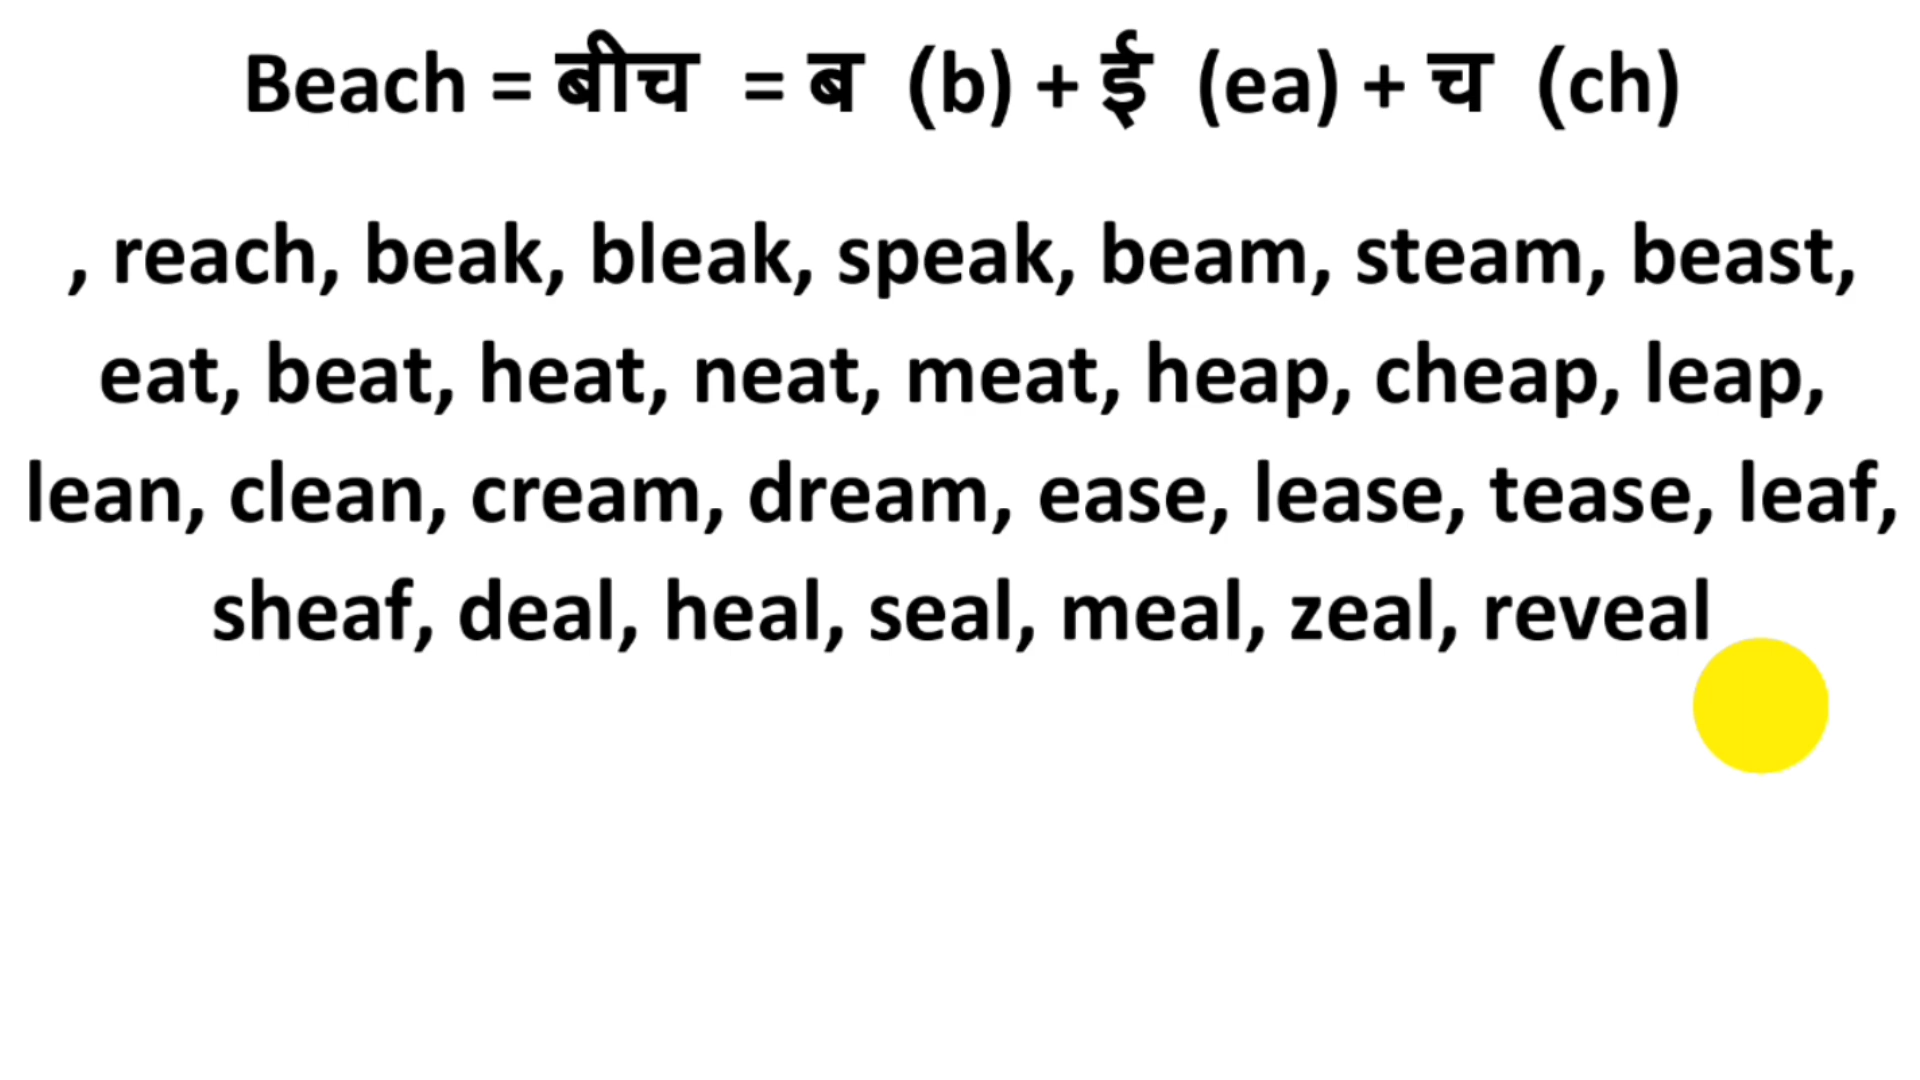 Beach = बीच = ब (b) + ई (ea) + च (ch)
, reach, beak, bleak, speak, beam, steam, beast,
eat, beat, heat, neat, meat, heap, cheap, leap,
lean, clean, cream, dream, ease, lease, tease, leaf,
sheaf, deal, heal, seal, meal, zeal, reveal